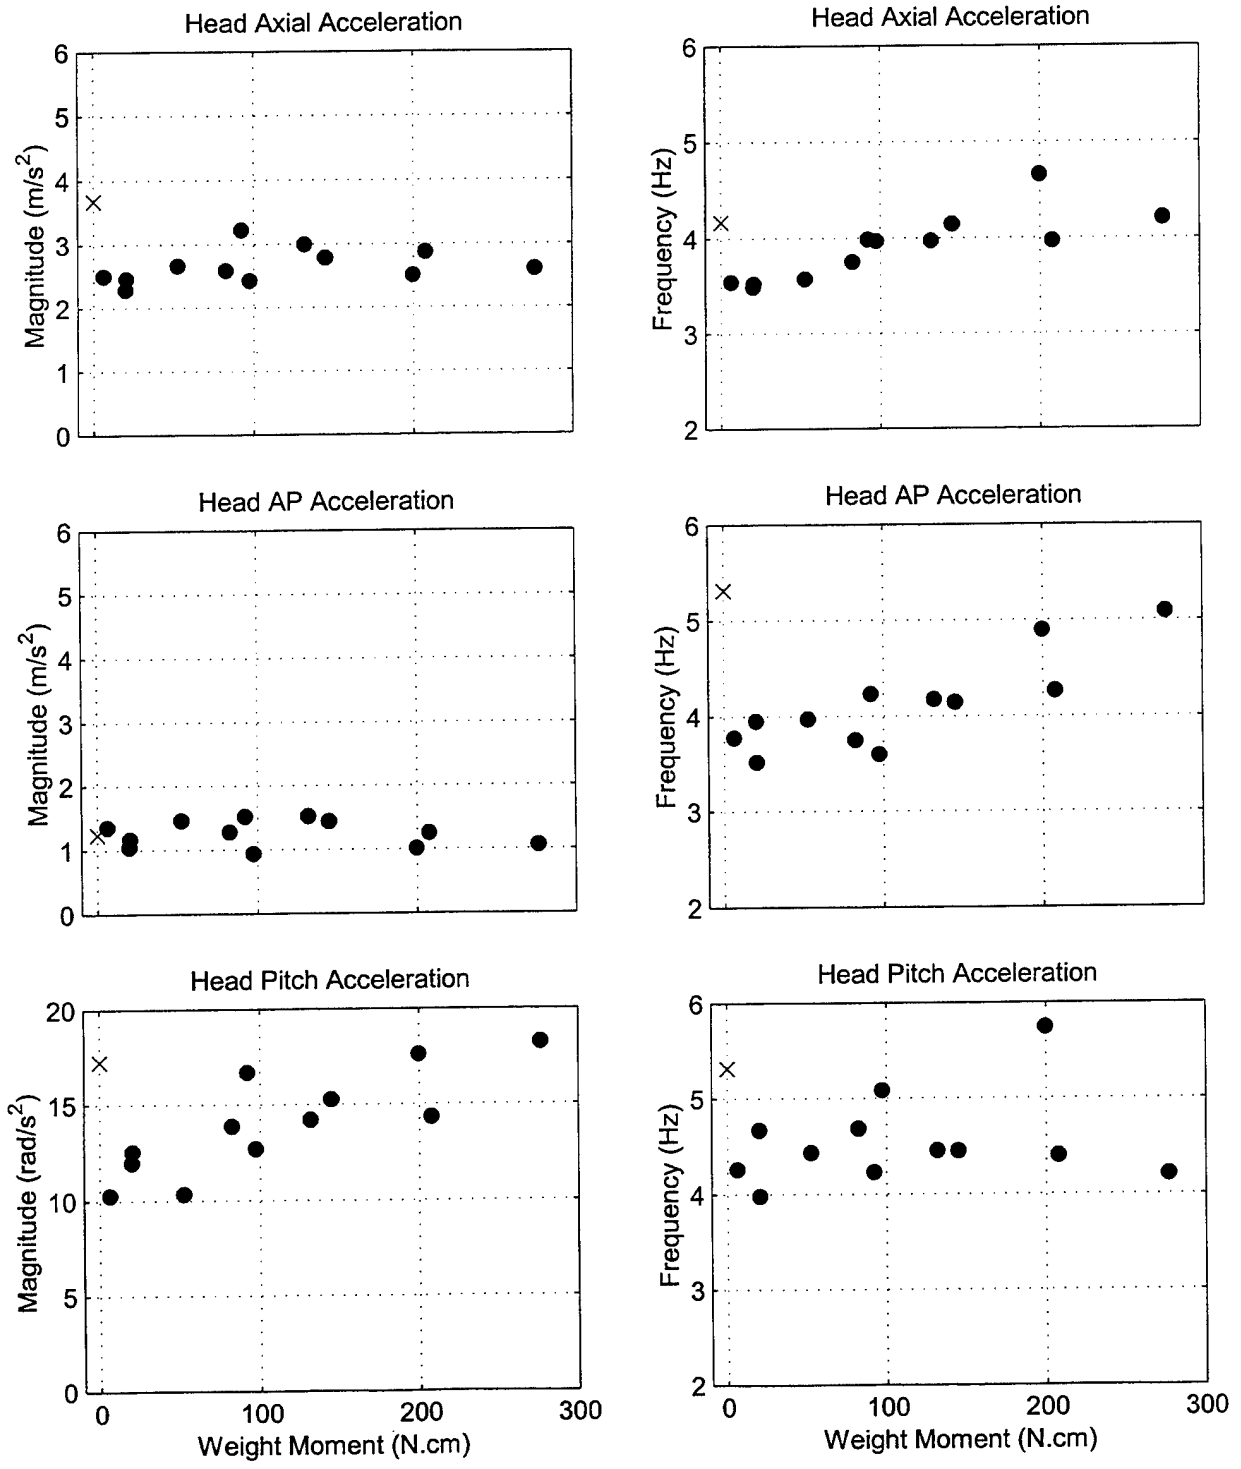 Head Axial Acceleration
6
5
4
3
2
1
0
Magnitude (m/s²)
Head Axial Acceleration
6
5
4
3
2
Frequency (Hz)
Head AP Acceleration
6
5
4
3
2
1
0
Magnitude (m/s²)
Head AP Acceleration
6
5
4
3
2
Frequency (Hz)
Head Pitch Acceleration
20
15
10
5
0
Magnitude (rad/s²)
0 100 200 300
Weight Moment (N.cm)
Head Pitch Acceleration
6
5
4
3
2
Frequency (Hz)
0 100 200 300
Weight Moment (N.cm)